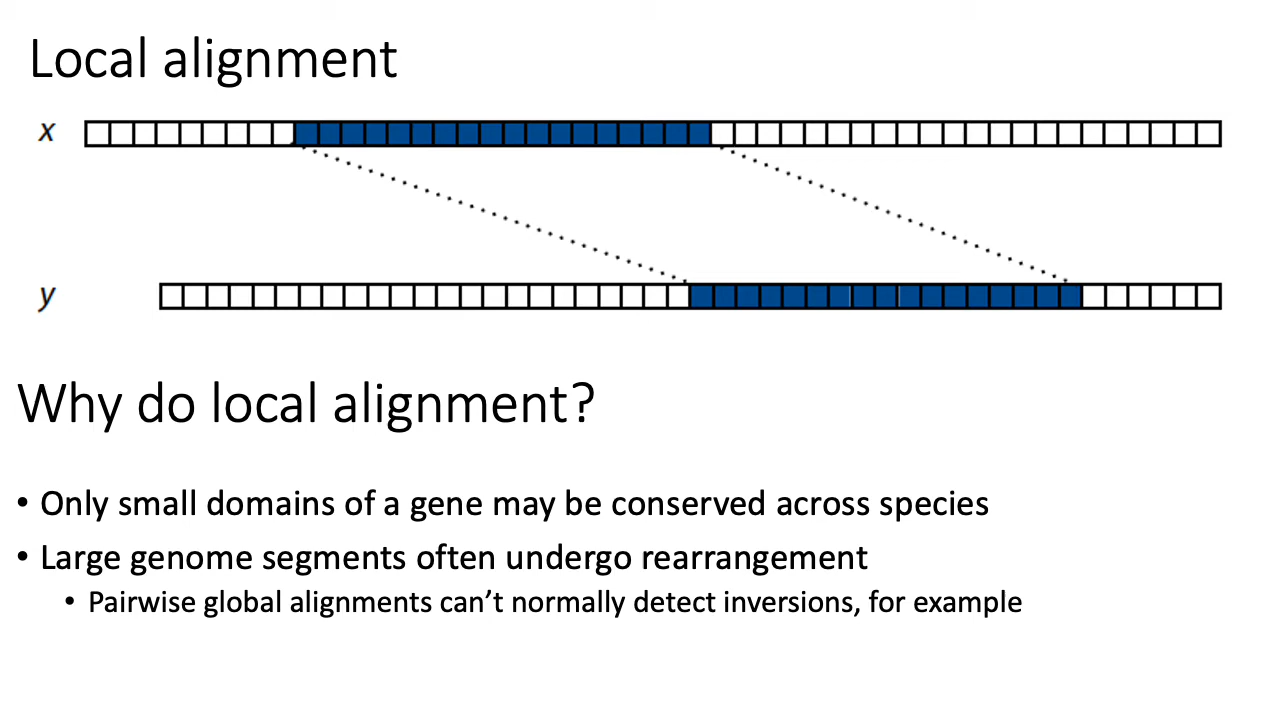 Local alignment
x
y
Why do local alignment?
• Only small domains of a gene may be conserved across species
• Large genome segments often undergo rearrangement
• Pairwise global alignments can’t normally detect inversions, for example